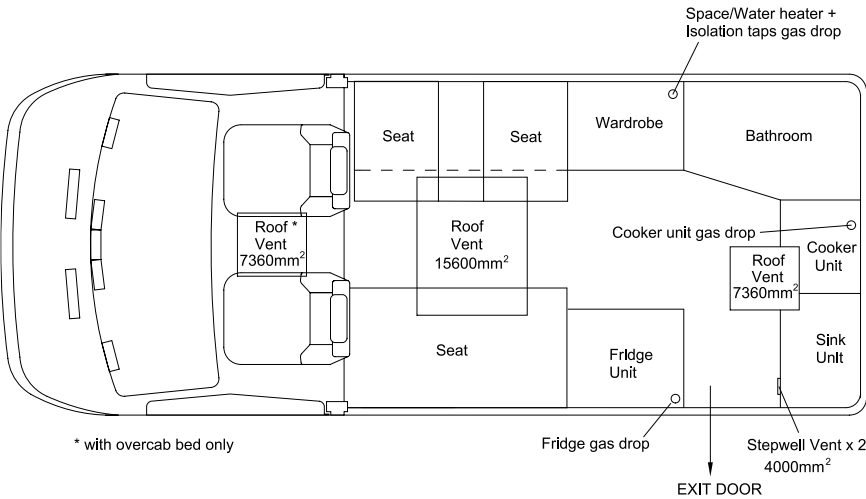 Space/Water heater +
Isolation taps gas drop
Seat
Seat
Wardrobe
Bathroom
Roof *
Vent
7360mm²
Roof
Vent
15600mm²
Cooker unit gas drop
Cooker
Unit
Roof
Vent
7360mm²
Seat
Fridge
Unit
Sink
Unit
* with overcab bed only
Fridge gas drop
Stepwell Vent x 2
4000mm²
EXIT DOOR